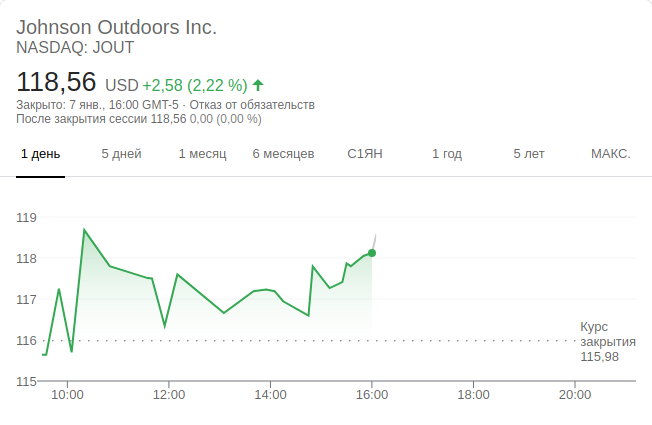 Johnson Outdoors Inc.
NASDAQ: JOUT
118,56 USD +2,58 (2,22 %)
Закрыто: 7 янв., 16:00 GMT-5 · Отказ от обязательств
После закрытия сессии 118,56 0,00 (0,00 %)
1 день 5 дней 1 месяц 6 месяцев С1ЯН 1 год 5 лет МАКС.
119
118
117
116
115
Курс
закрытия
115,98
10:00 12:00 14:00 16:00 18:00 20:00